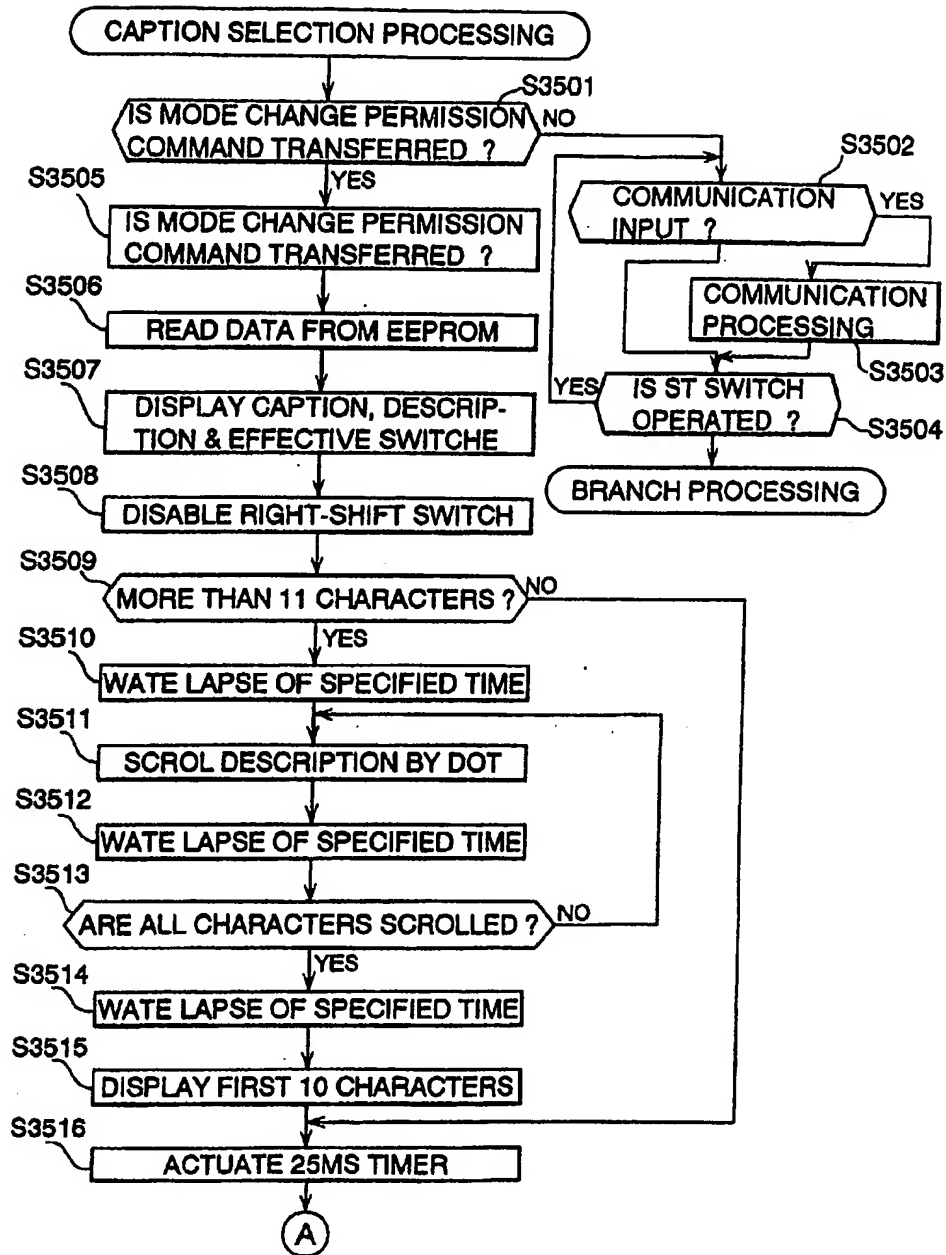 CAPTION SELECTION PROCESSING
S3501
IS MODE CHANGE PERMISSION
COMMAND TRANSFERRED ?
NO
YES
S3502
COMMUNICATION
INPUT ?
YES
COMMUNICATION
PROCESSING
S3503
YES
IS ST SWITCH
OPERATED ?
S3504
BRANCH PROCESSING
S3505
IS MODE CHANGE PERMISSION
COMMAND TRANSFERRED ?
S3506
READ DATA FROM EEPROM
S3507
DISPLAY CAPTION, DESCRIP-
TION & EFFECTIVE SWITCHE
S3508
DISABLE RIGHT-SHIFT SWITCH
S3509
MORE THAN 11 CHARACTERS ?
NO
YES
S3510
WATE LAPSE OF SPECIFIED TIME
S3511
SCROL DESCRIPTION BY DOT
S3512
WATE LAPSE OF SPECIFIED TIME
S3513
ARE ALL CHARACTERS SCROLLED ?
NO
YES
S3514
WATE LAPSE OF SPECIFIED TIME
S3515
DISPLAY FIRST 10 CHARACTERS
S3516
ACTUATE 25MS TIMER
A